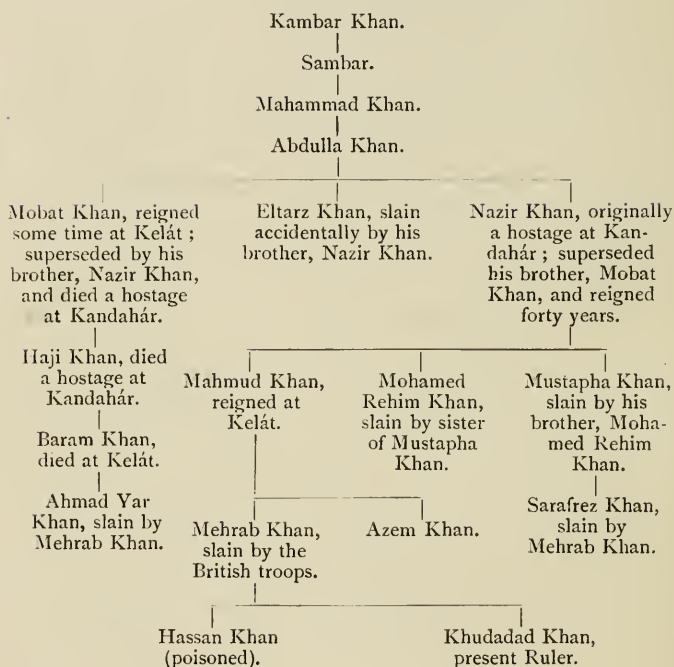 Kambar Khan.
Sambar.
Mahammad Khan.
Abdulla Khan.
Mobat Khan, reigned
some time at Kelát ;
superseded by his
brother, Nazir Khan,
and died a hostage
at Kandahár.
Eltarz Khan, slain
accidentally by his
brother, Nazir Khan.
Nazir Khan, originally
a hostage at Kan-
dahár ; superseded
his brother, Mobat
Khan, and reigned
forty years.
Haji Khan, died
a hostage at
Kandahár.
Baram Khan,
died at Kelát.
Ahmad Yar
Khan, slain by
Mehrab Khan.
Mahmud Khan,
reigned at
Kelát.
Mohamed
Rehim Khan,
slain by sister
of Mustapha
Khan.
Mustapha Khan,
slain by his
brother, Moha-
med Rehim
Khan.
Mehrab Khan,
slain by the
British troops.
Azem Khan.
Sarafrez Khan,
slain by
Mehrab Khan.
Hassan Khan
(poisoned).
Khudadad Khan,
present Ruler.